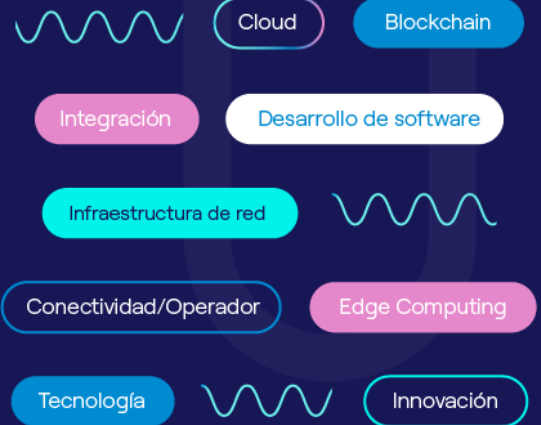 Cloud
Blockchain
Integración
Desarrollo de software
Infraestructura de red
Conectividad/Operador
Edge Computing
Tecnología
Innovación